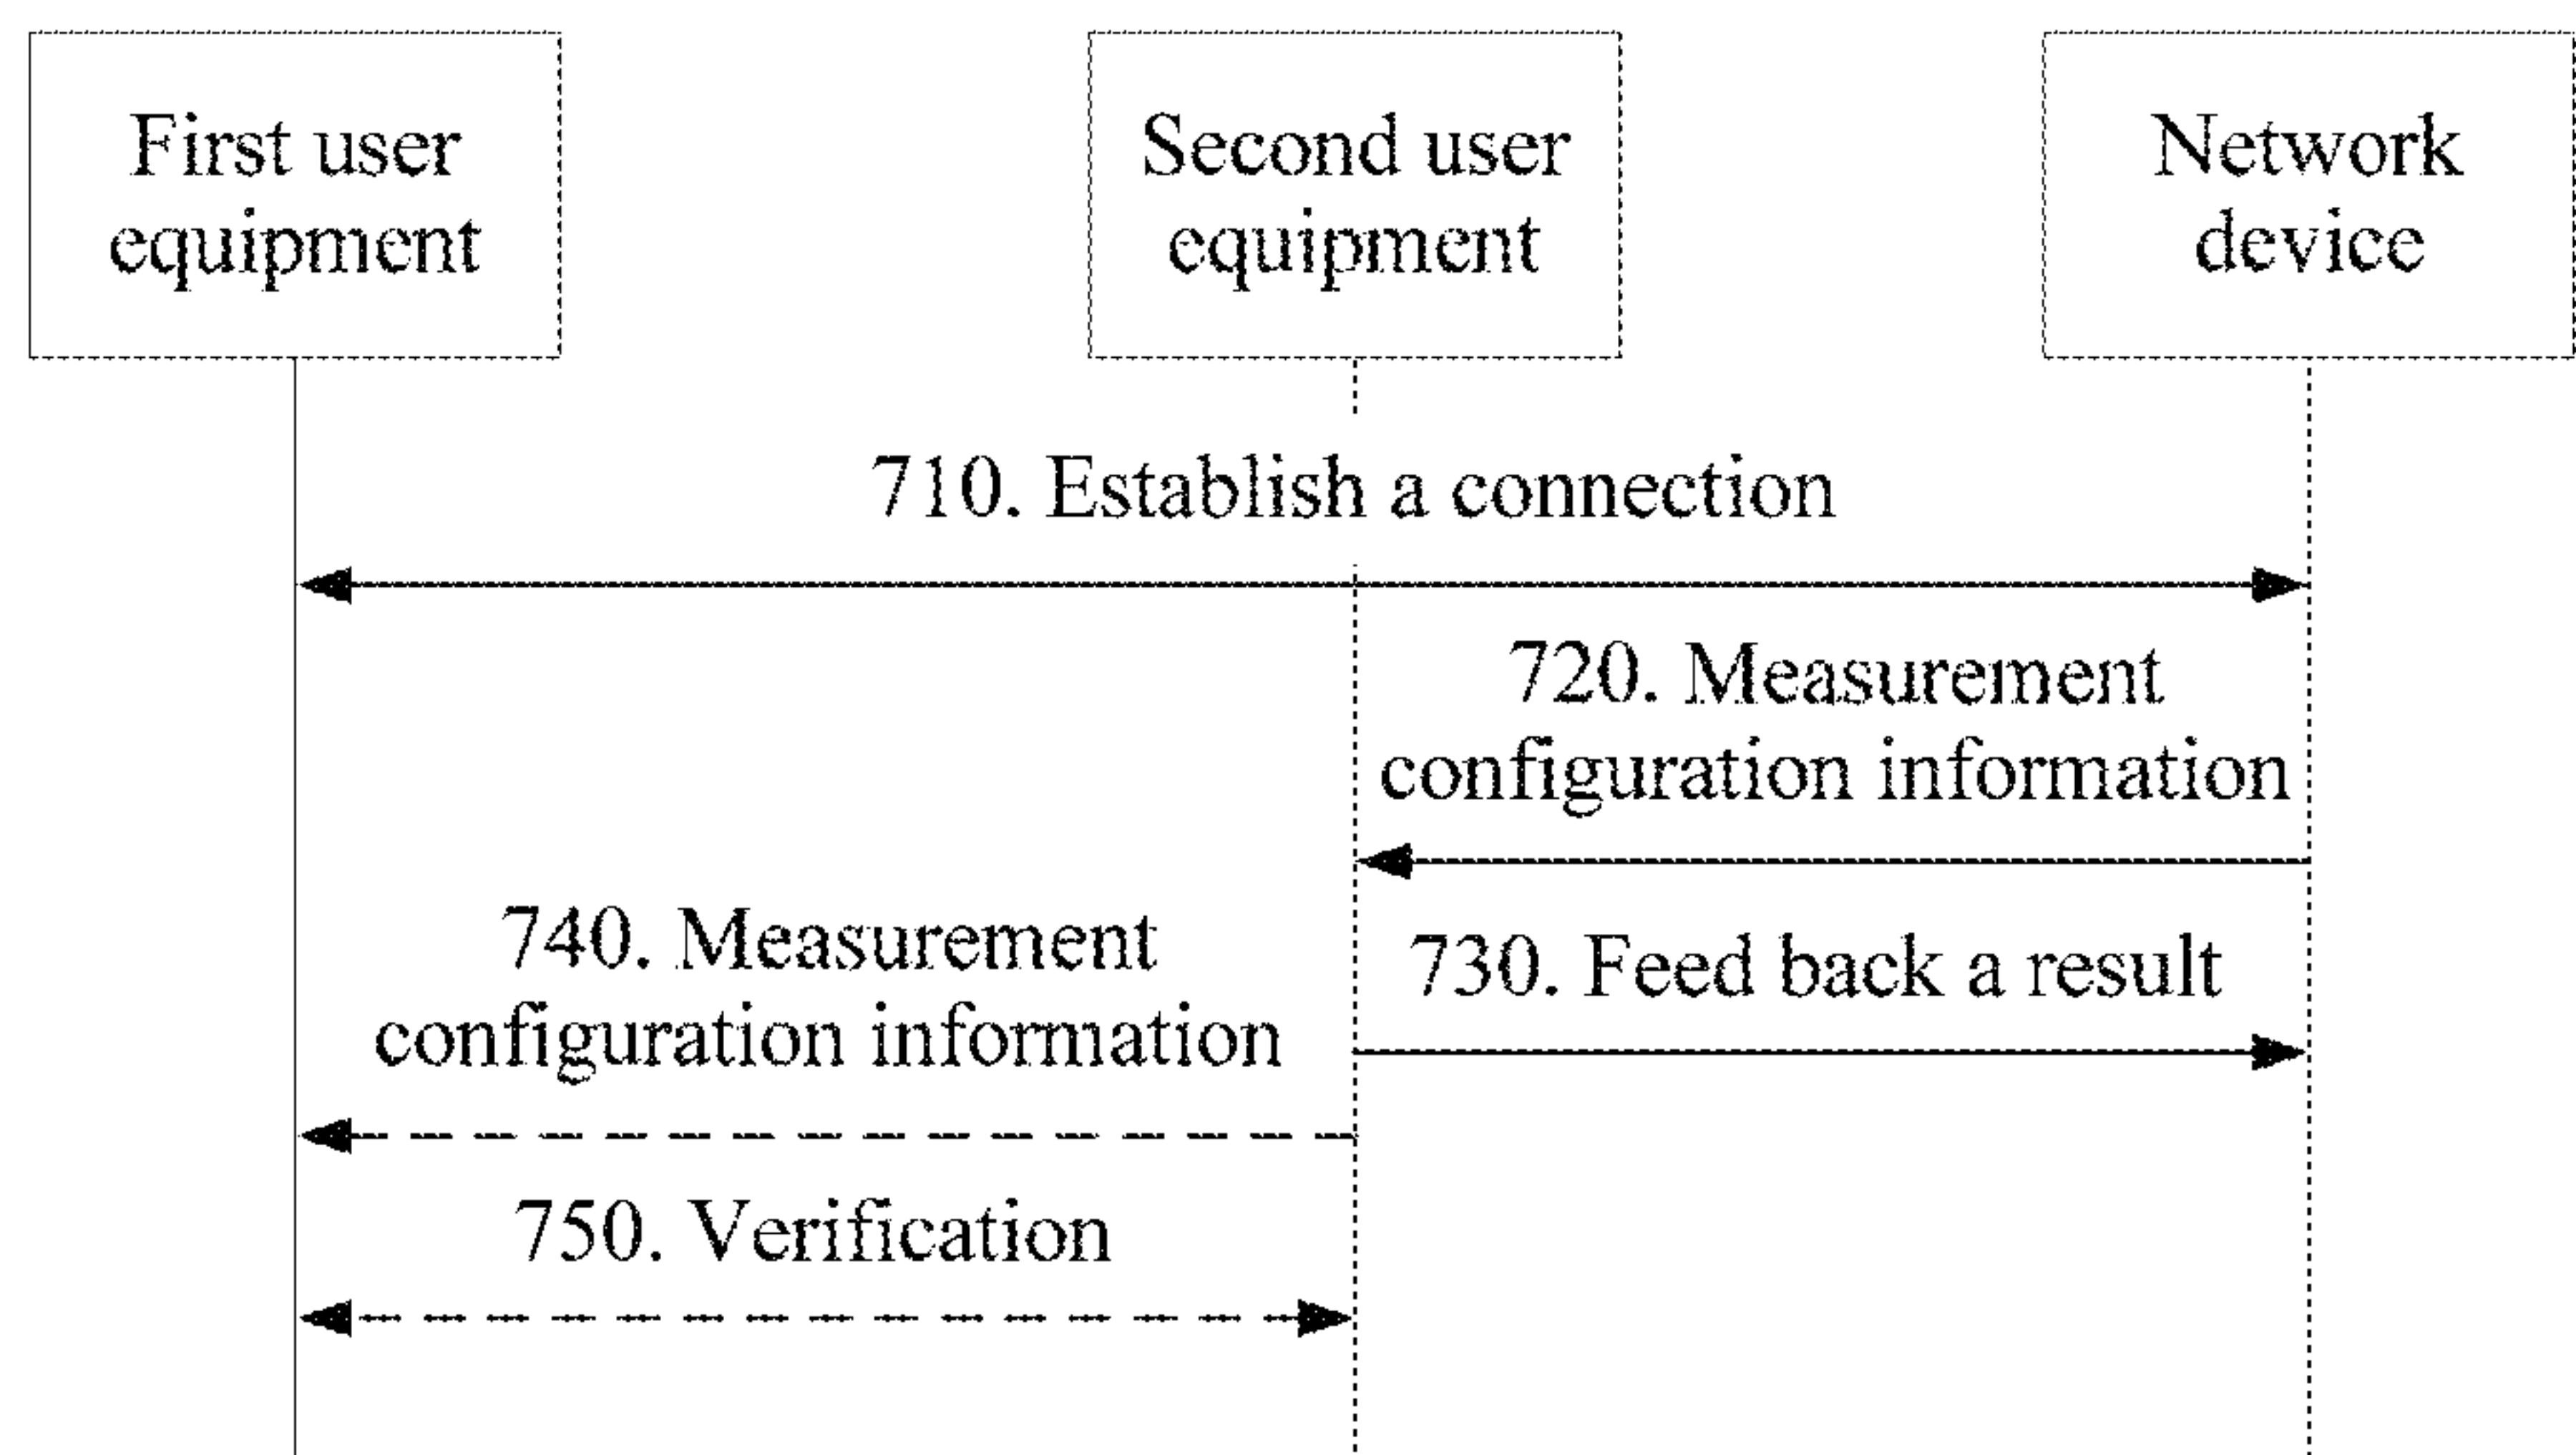 First user
equipment
Second user
equipment
Network
device
710. Establish a connection
720. Measurement
configuration information
730. Feed back a result
740. Measurement
configuration information
750. Verification